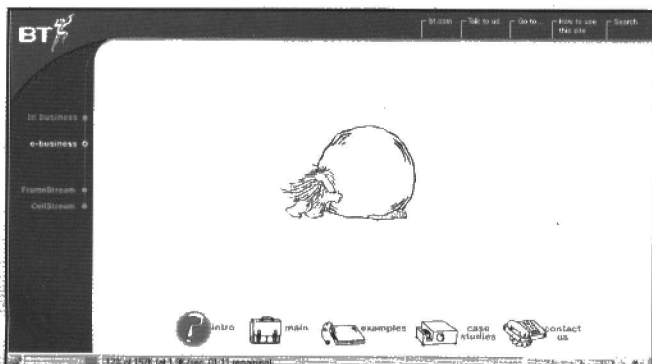 BT
bt.com
Talk to us
Go to...
How to use
this site
Search
In business
e-business
FrameStream
CellStream
intro
main
examples
case
studies
contact
us